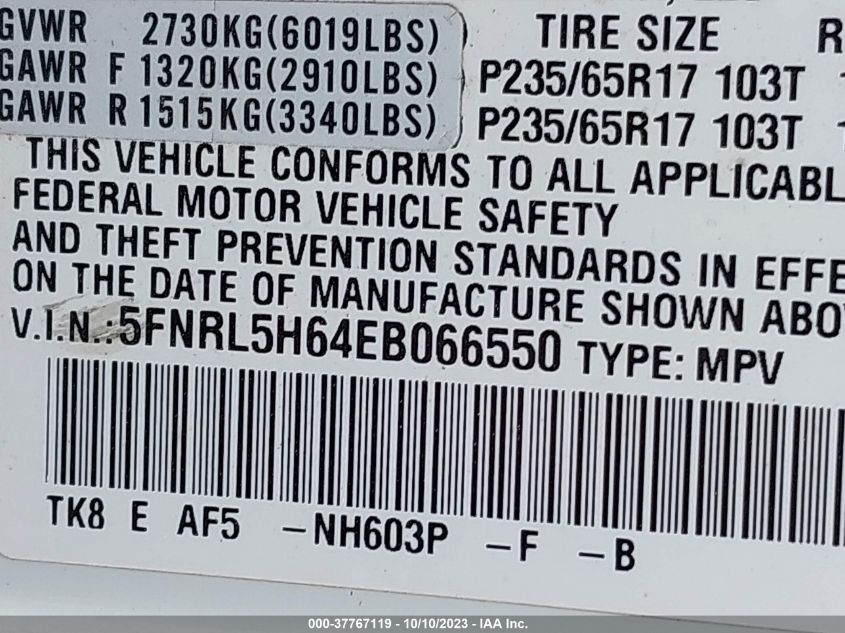 GVWR 2730KG(6019LBS) TIRE SIZE
GAWR F 1320KG(2910LBS) P235/65R17 103T
GAWR R 1515KG(3340LBS) P235/65R17 103T
THIS VEHICLE CONFORMS TO ALL APPLICABL
FEDERAL MOTOR VEHICLE SAFETY
AND THEFT PREVENTION STANDARDS IN EFFE
ON THE DATE OF MANUFACTURE SHOWN ABO
V.I.N.:5FNRL5H64EB066550 TYPE: MPV
TK8 E AF5 -NH603P -F -B
000-37767119 - 10/10/2023 - IAA Inc.